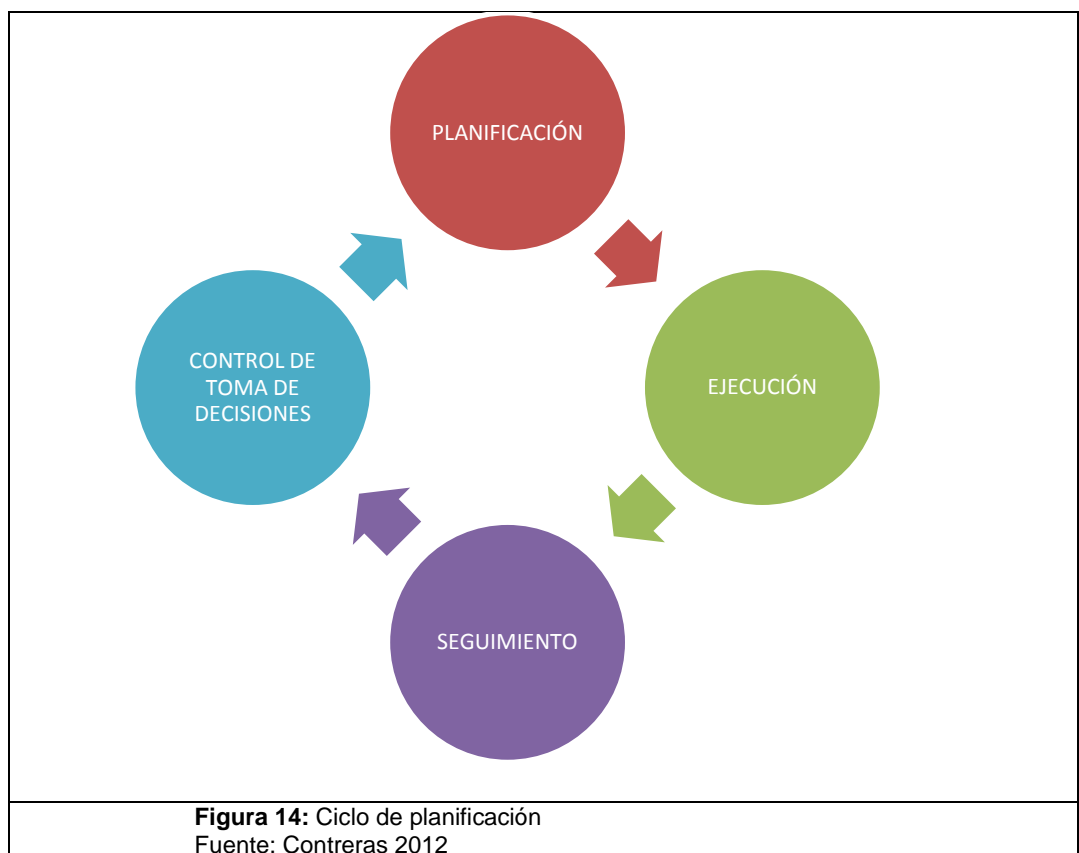 PLANIFICACIÓN
EJECUCIÓN
SEGUIMIENTO
CONTROL DE
TOMA DE
DECISIONES
Figura 14: Ciclo de planificación
Fuente: Contreras 2012